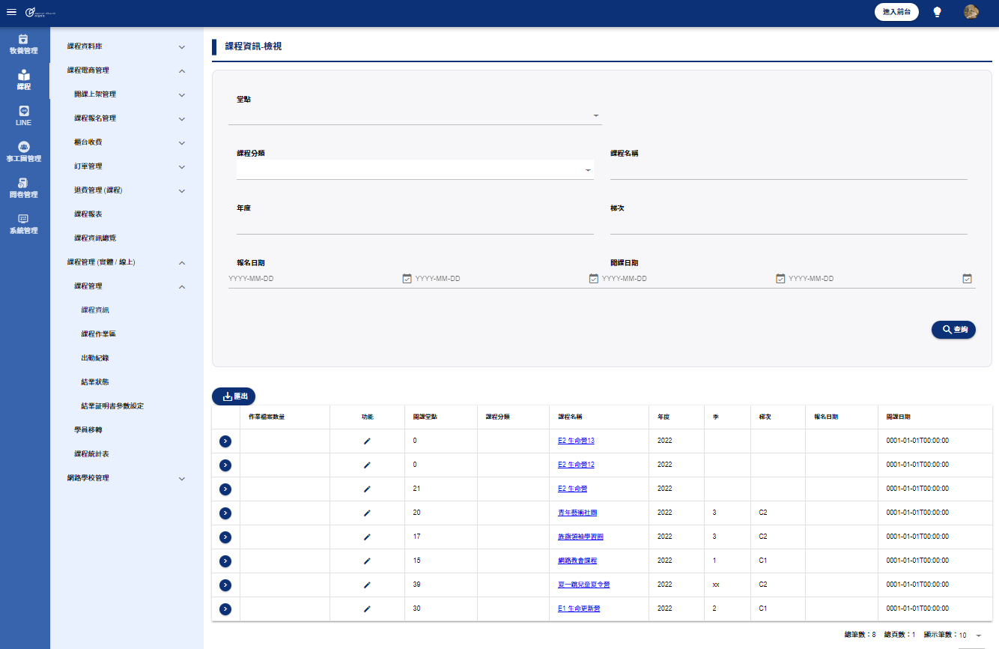 進入前台
牧養管理
課程
LINE
事工團管理
問卷管理
系統管理
課程資料庫
課程電商管理
開課上架管理
課程報名管理
櫃台收費
訂單管理
退費管理 (課程)
課程報表
課程資訊總覽
課程管理 (實體 / 線上)
課程管理
課程資訊
課程作業區
出勤紀錄
結業狀態
結業証明書參數設定
學員移轉
課程統計表
網路學校管理
課程資訊-檢視
堂點
課程分類 課程名稱
年度 梯次
報名日期 開課日期
YYYY-MM-DD YYYY-MM-DD YYYY-MM-DD YYYY-MM-DD
查詢
匯出
作業檔案數量 功能 開課堂點 課程分類 課程名稱 年度 季 梯次 報名日期 開課日期
0 E2 生命營13 2022 0001-01-01T00:00:00
0 E2 生命營12 2022 0001-01-01T00:00:00
21 E2 生命營 2022 0001-01-01T00:00:00
20 青年藝術社團 2022 3 C2 0001-01-01T00:00:00
17 旌旗領袖學習圈 2022 3 C2 0001-01-01T00:00:00
15 網路教會課程 2022 1 C1 0001-01-01T00:00:00
39 夏一跳兒童夏令營 2022 xx C2 0001-01-01T00:00:00
30 E1 生命更新營 2022 2 C1 0001-01-01T00:00:00
總筆數：8 總頁數：1 顯示筆數：10